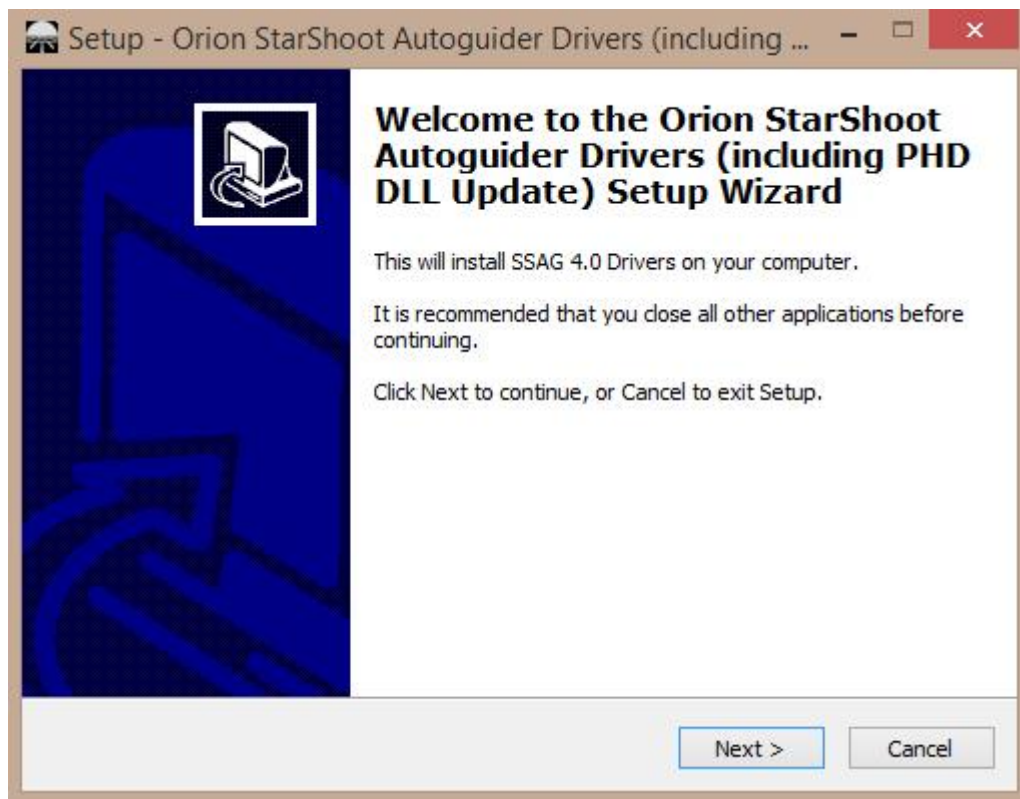 Setup - Orion StarShoot Autoguider Drivers (including ...
Welcome to the Orion StarShoot
Autoguider Drivers (including PHD
DLL Update) Setup Wizard
This will install SSAG 4.0 Drivers on your computer.
It is recommended that you close all other applications before
continuing.
Click Next to continue, or Cancel to exit Setup.
Next >
Cancel